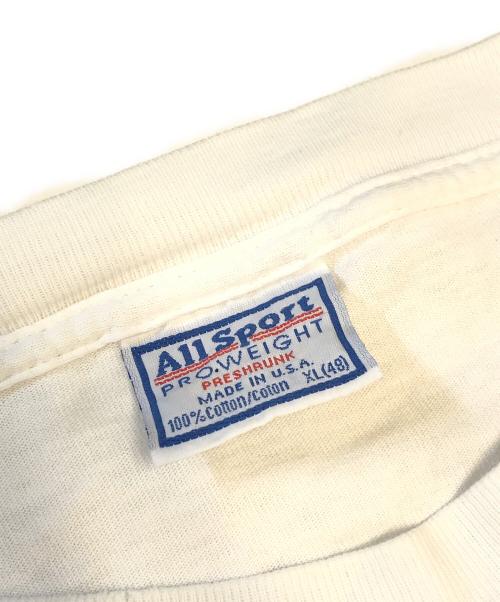 All Sport
PRO.WEIGHT
PRESHRUNK
MADE IN U.S.A.
100% Cotton/Coton XL(48)